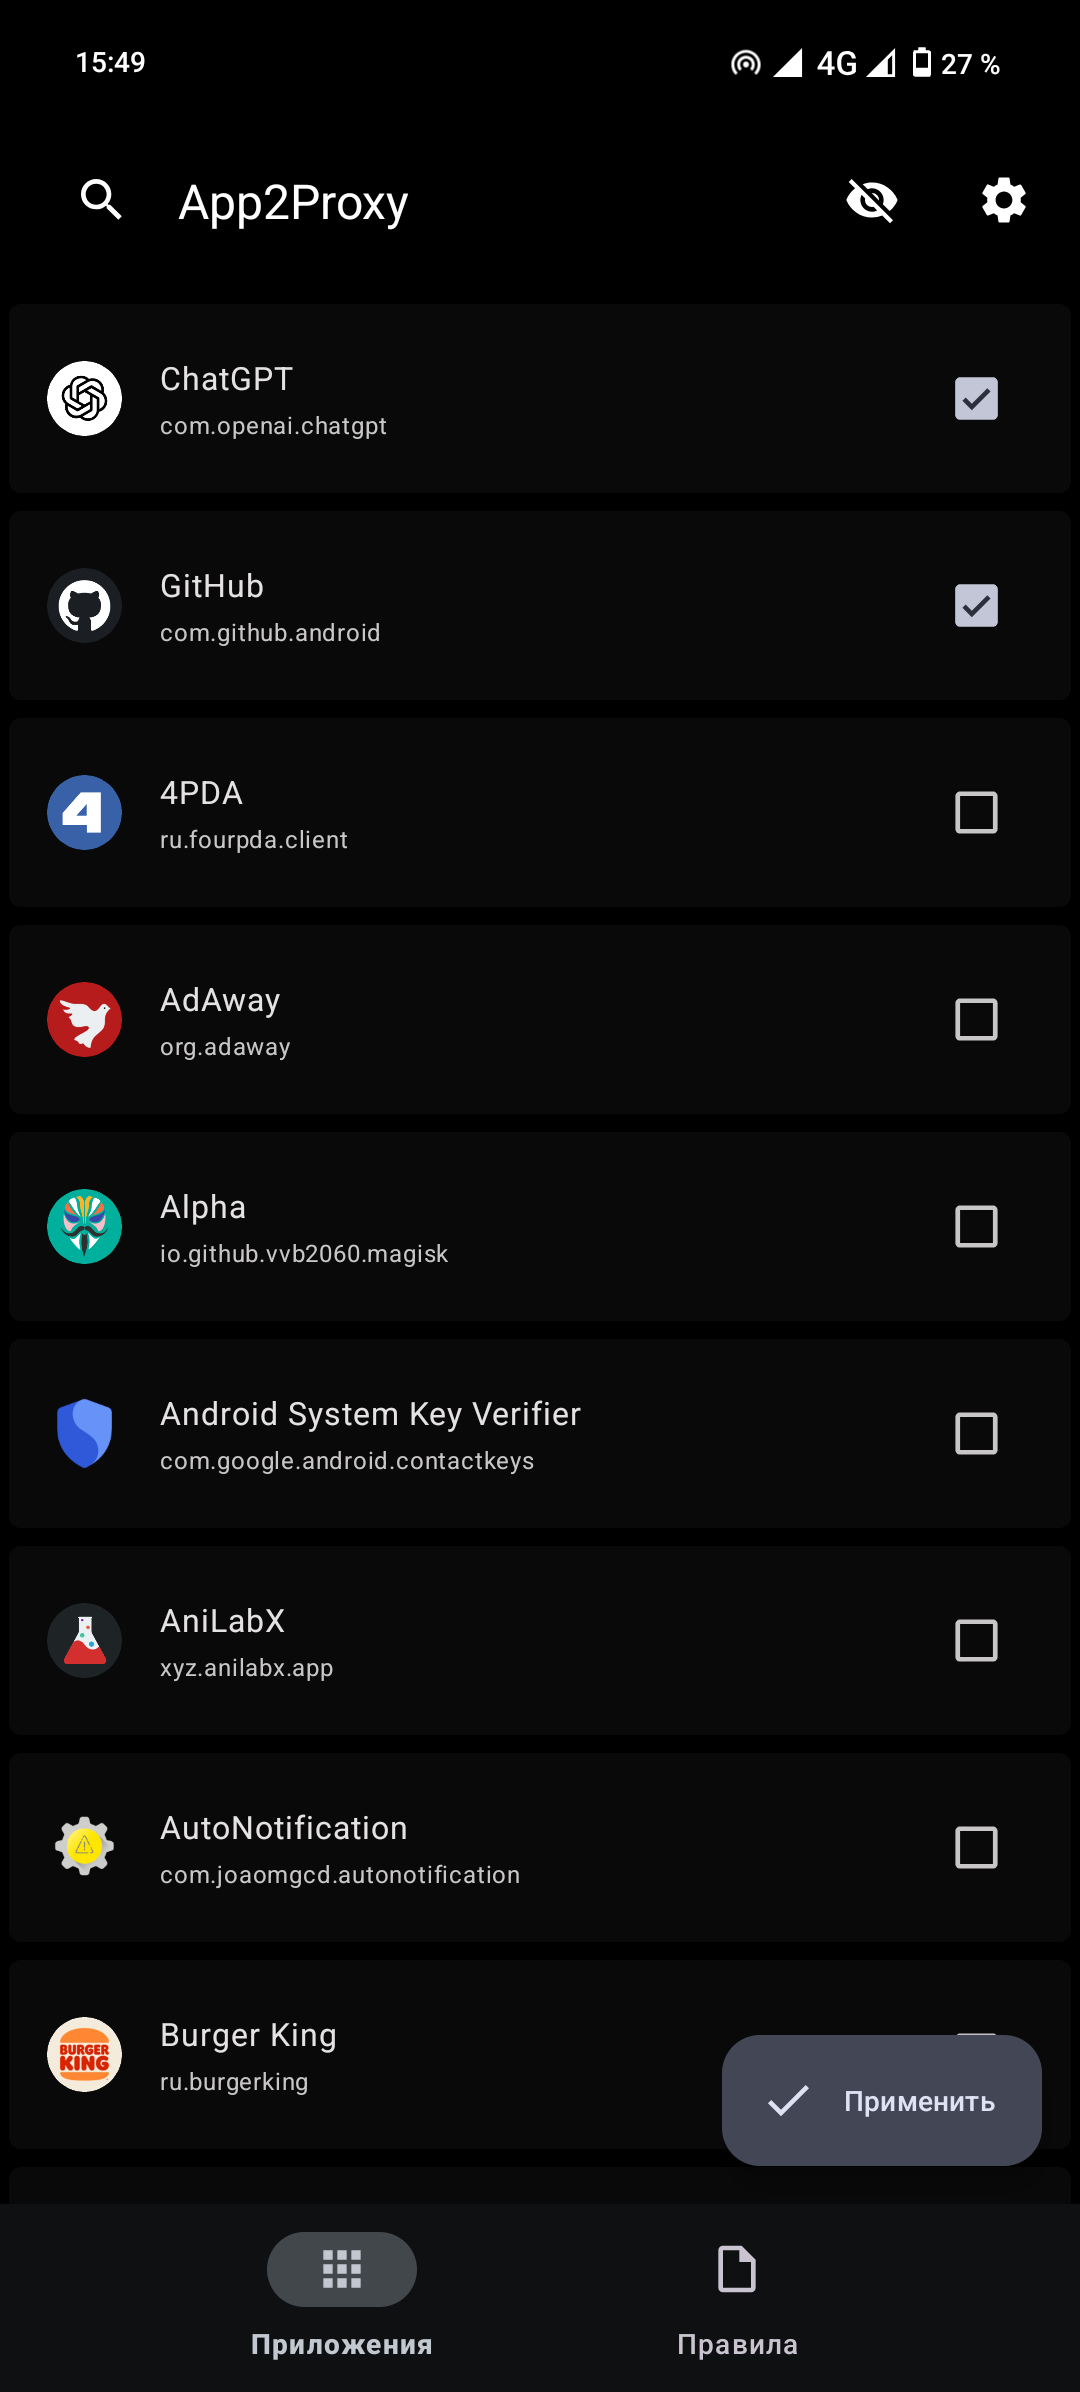 15:49
4G
27 %
App2Proxy
ChatGPT
com.openai.chatgpt
GitHub
com.github.android
4PDA
ru.fourpda.client
AdAway
org.adaway
Alpha
io.github.vvb2060.magisk
Android System Key Verifier
com.google.android.contactkeys
AniLabX
xyz.anilabx.app
AutoNotification
com.joaomgcd.autonotification
BURGER
KING
Burger King
ru.burgerking
Применить
Приложения
Правила